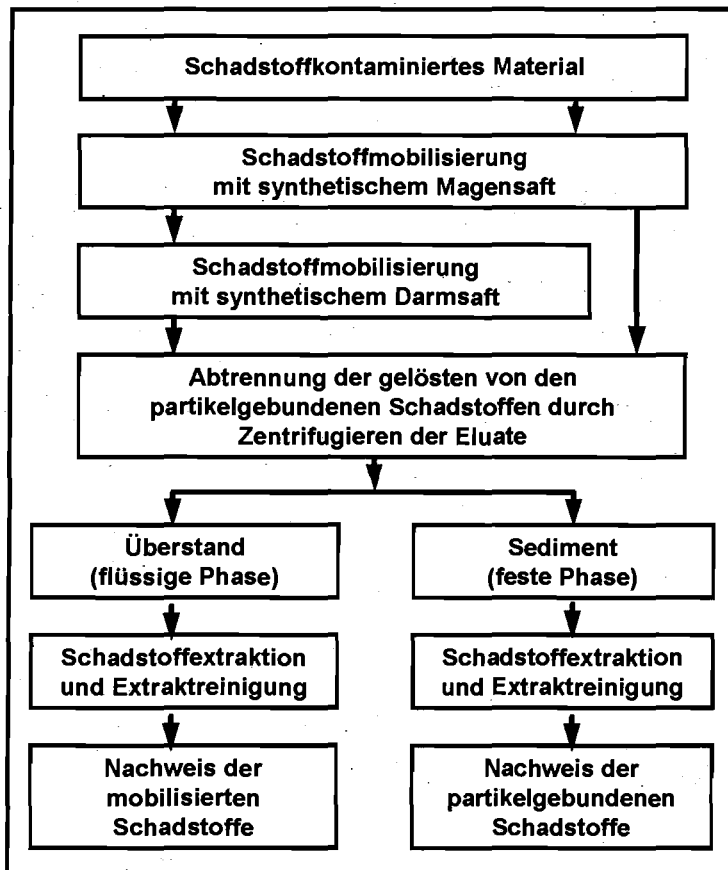 Schadstoffkontaminiertes Material
Schadstoffmobilisierung
mit synthetischem Magensaft
Schadstoffmobilisierung
mit synthetischem Darmsaft
Abtrennung der gelösten von den
partikelgebundenen Schadstoffen durch
Zentrifugieren der Eluate
Überstand
(flüssige Phase)
Sediment
(feste Phase)
Schadstoffextraktion
und Extraktreinigung
Schadstoffextraktion
und Extraktreinigung
Nachweis der
mobilisierten
Schadstoffe
Nachweis der
partikelgebundenen
Schadstoffe